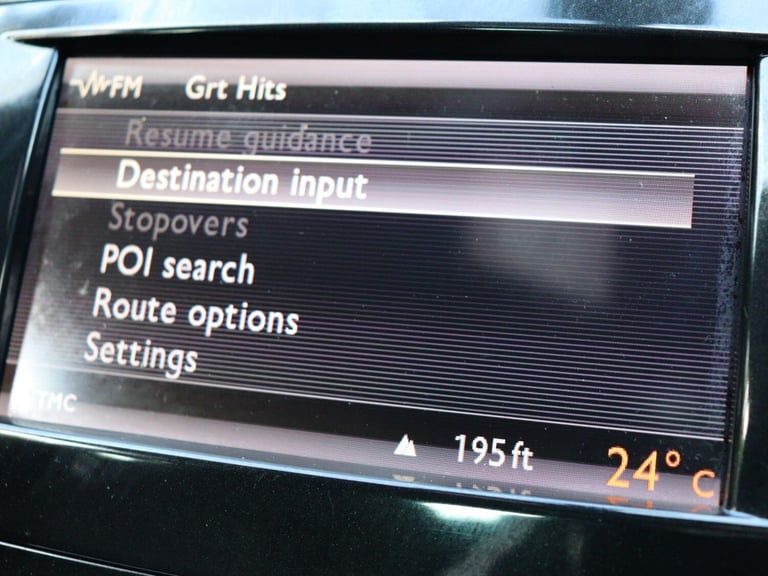 FM Grt Hits
Resume guidance
Destination input
Stopovers
POI search
Route options
Settings
TMC
195ft
24° C